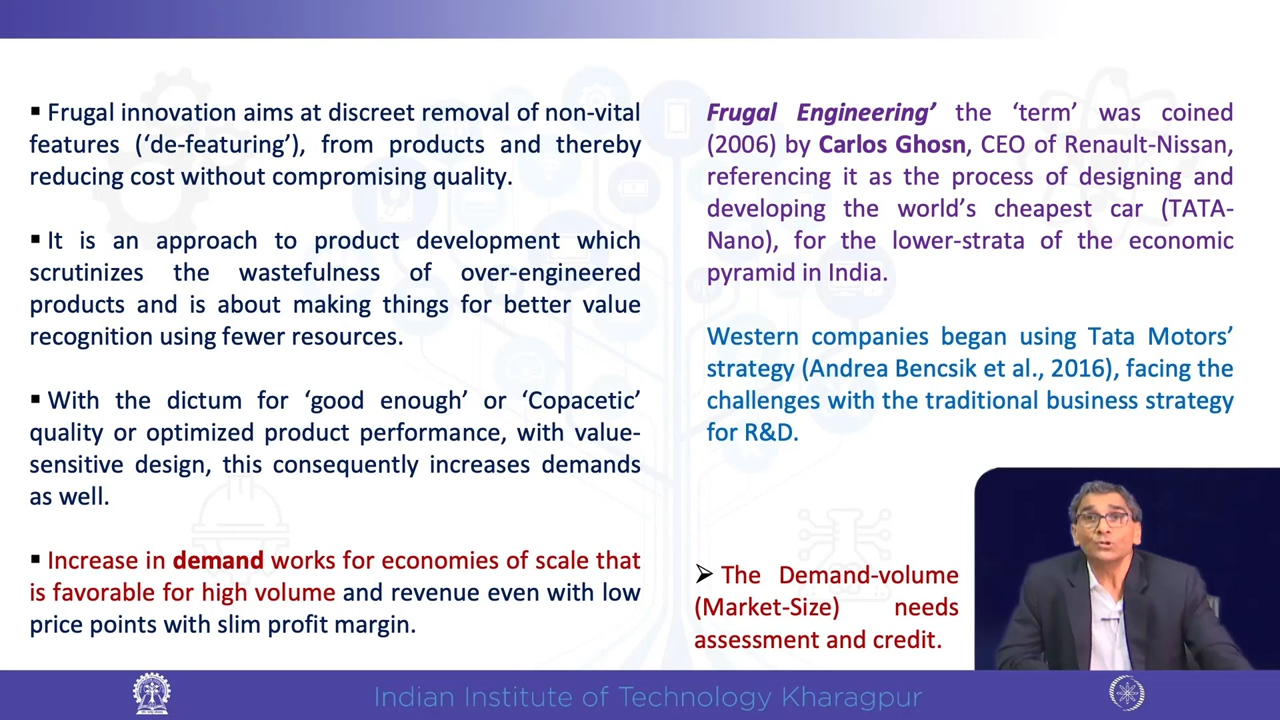 ▪ Frugal innovation aims at discreet removal of non-vital
features (‘de-featuring’), from products and thereby
reducing cost without compromising quality.
▪ It is an approach to product development which
scrutinizes the wastefulness of over-engineered
products and is about making things for better value
recognition using fewer resources.
▪ With the dictum for ‘good enough’ or ‘Copacetic’
quality or optimized product performance, with value-
sensitive design, this consequently increases demands
as well.
▪ Increase in demand works for economies of scale that
is favorable for high volume and revenue even with low
price points with slim profit margin.
Frugal Engineering’ the ‘term’ was coined
(2006) by Carlos Ghosn, CEO of Renault-Nissan,
referencing it as the process of designing and
developing the world’s cheapest car (TATA-
Nano), for the lower-strata of the economic
pyramid in India.
Western companies began using Tata Motors’
strategy (Andrea Bencsik et al., 2016), facing the
challenges with the traditional business strategy
for R&D.
➢ The Demand-volume
(Market-Size) needs
assessment and credit.
Indian Institute of Technology Kharagpur